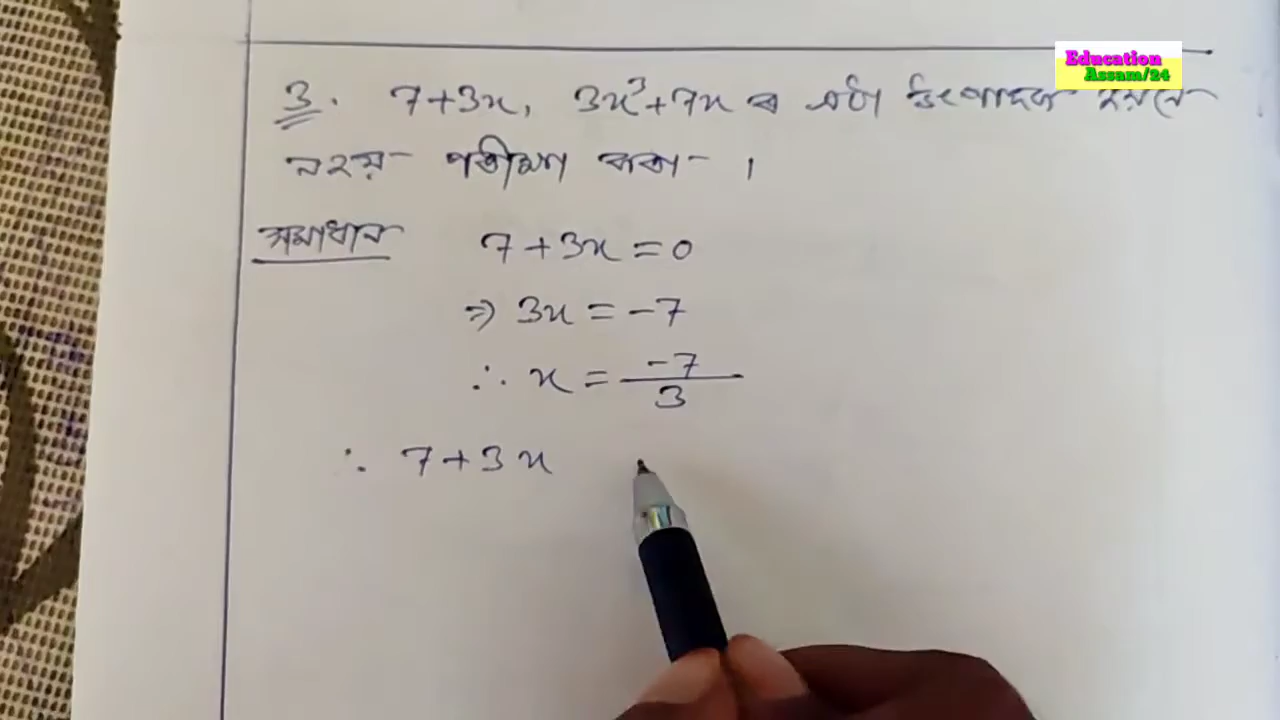 Education
Assam/24
3. 7+3x, 3x³+7x ৰ এটা উৎপাদক হয়নে
নহয় পৰীক্ষা কৰা ।
সমাধান 7+3x=0
⇒ 3x = -7
∴ x = -7/3
∴ 7+3x